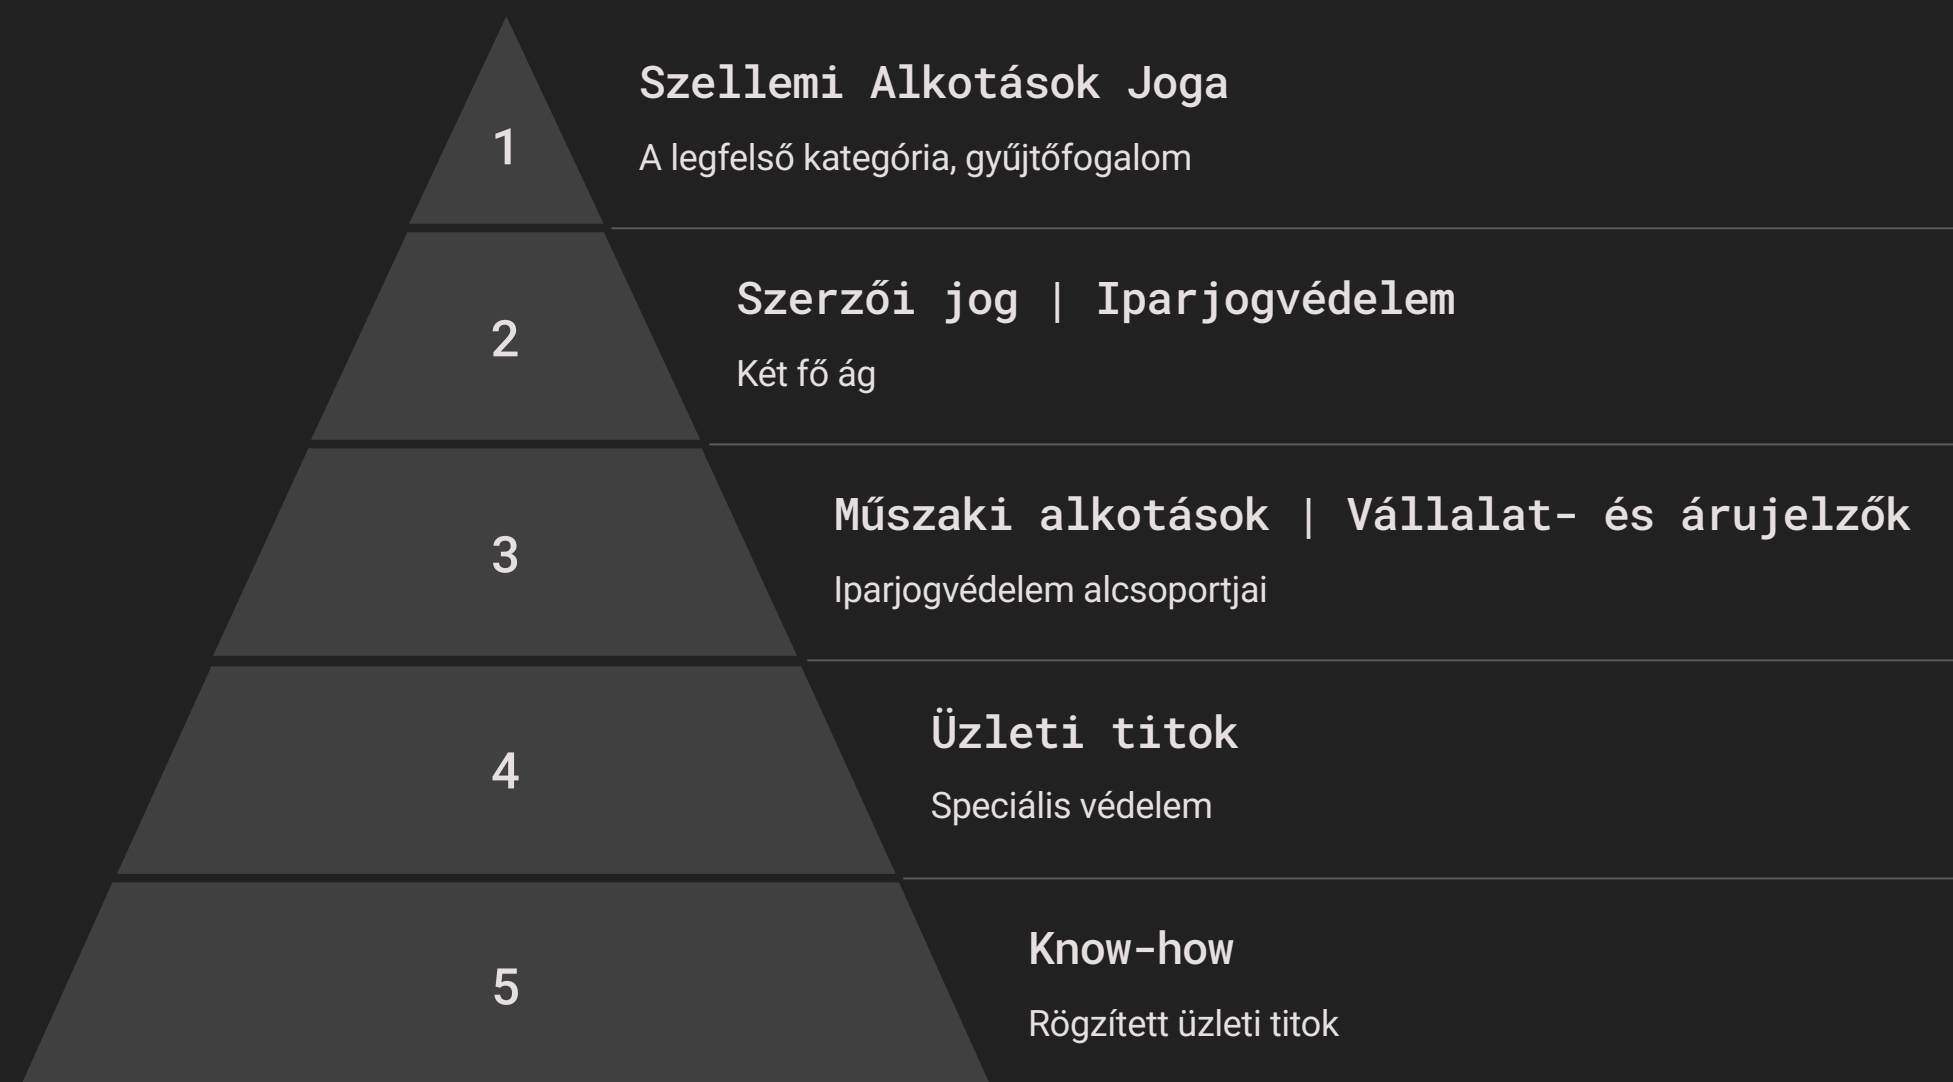 1
Szellemi Alkotások Joga
A legfelső kategória, gyűjtőfogalom
2
Szerzői jog | Iparjogvédelem
Két fő ág
3
Műszaki alkotások | Vállalat- és árujelzők
Iparjogvédelem alcsoportjai
4
Üzleti titok
Speciális védelem
5
Know-how
Rögzített üzleti titok